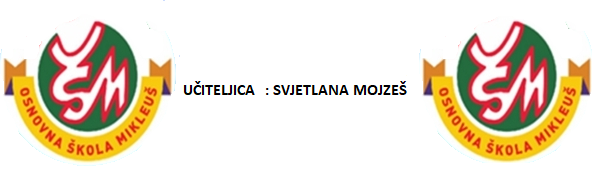 OSNOVNA ŠKOLA MIKLEUŠ
UČITELJICA : SVJETLANA MOJZEŠ
OSNOVNA ŠKOLA MIKLEUŠ